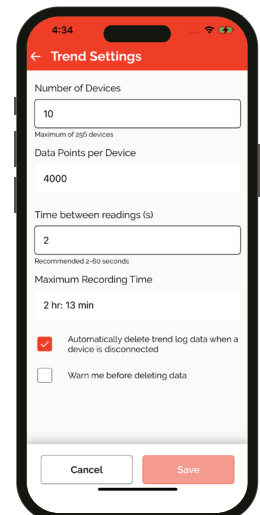 4:34
← Trend Settings
Number of Devices
10
Maximum of 256 devices
Data Points per Device
4000
Time between readings (s)
2
Recommended 2-60 seconds
Maximum Recording Time
2 hr: 13 min
Automatically delete trend log data when a
device is disconnected
Warn me before deleting data
Cancel
Save